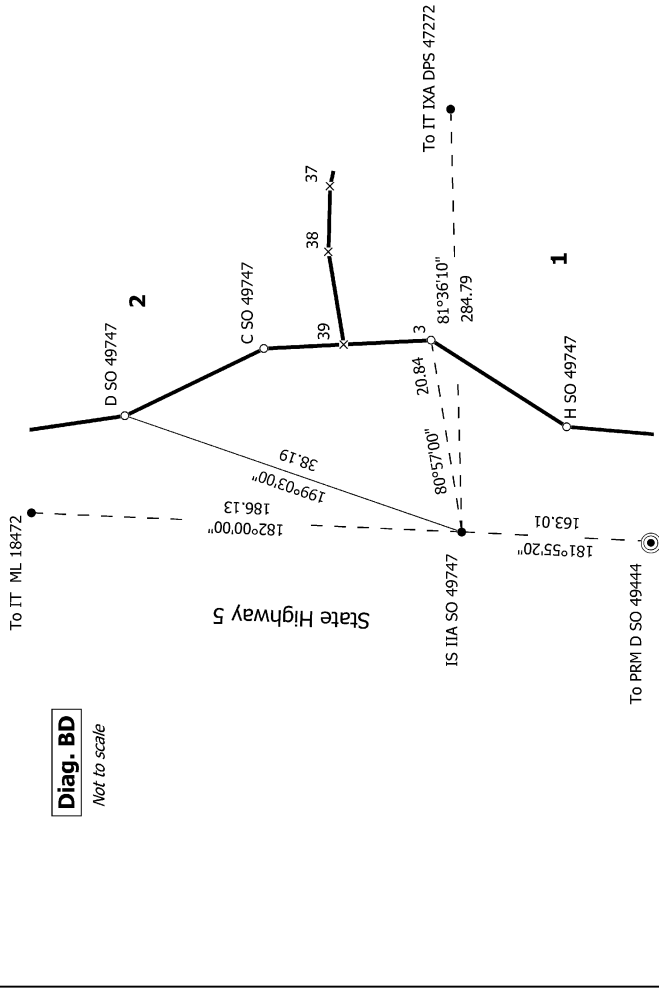 Diag. BD
Not to scale
To IT ML 18472
182°00'00"
186.13
199°03'00"
38.19
D SO 49747
2
C SO 49747
39
38
37
3
81°36'10"
284.79
To IT IXA DPS 47272
80°57'00"
20.84
1
H SO 49747
IS IIA SO 49747
State Highway 5
181°55'20"
163.01
To PRM D SO 49444